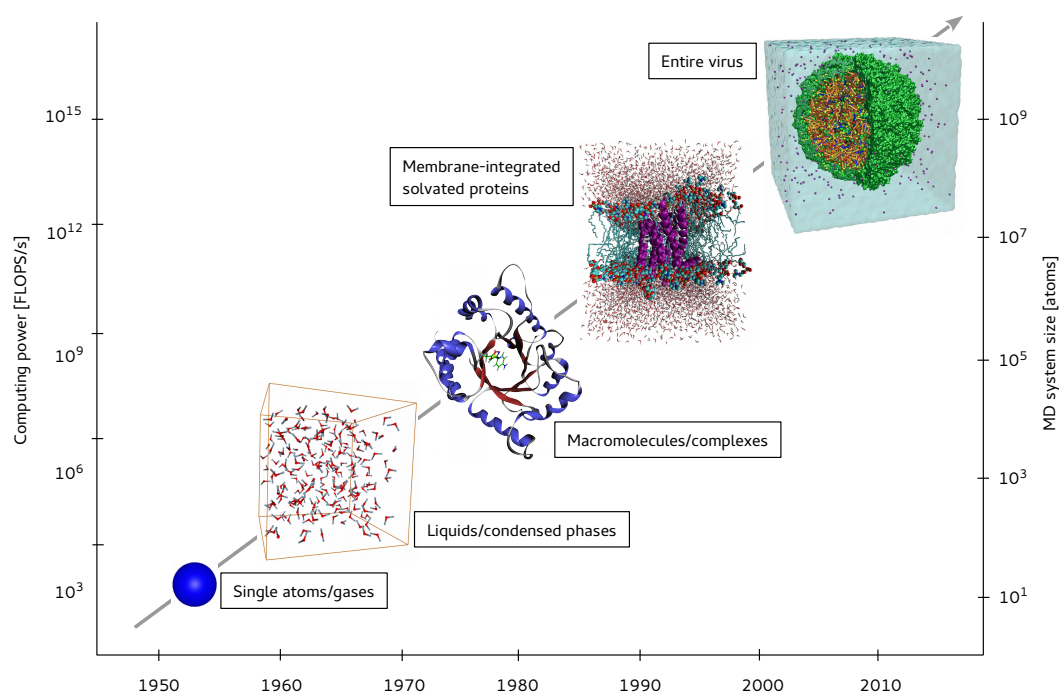 Entire virus
10¹⁵
10⁹
Membrane-integrated
solvated proteins
10¹²
10⁷
Computing power [FLOPS/s]
MD system size [atoms]
10⁹
10⁵
Macromolecules/complexes
10⁶
10³
Liquids/condensed phases
Single atoms/gases
10³
10¹
1950
1960
1970
1980
1990
2000
2010